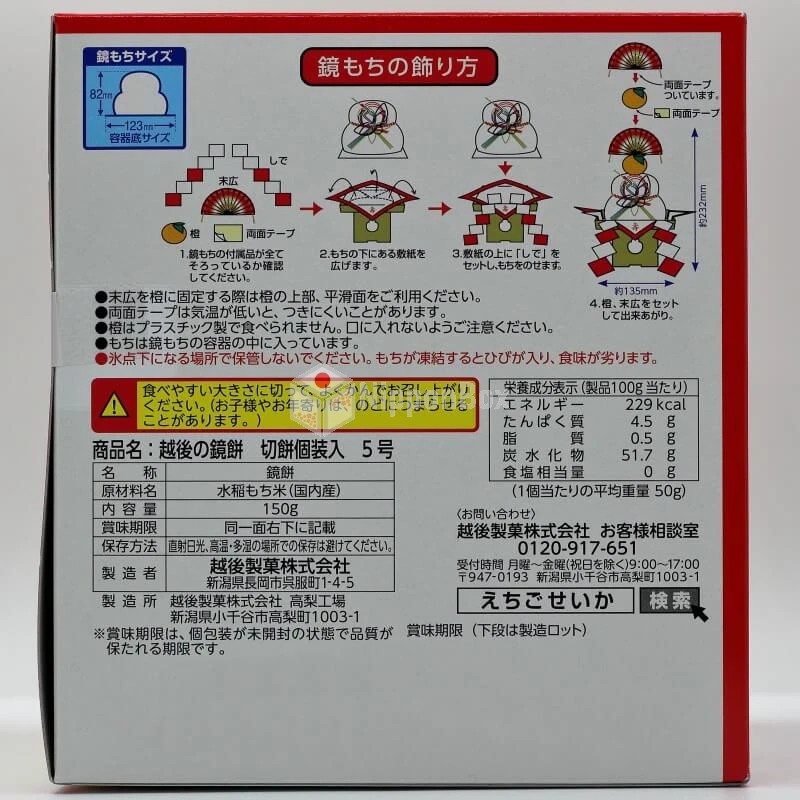 鏡もちサイズ
82mm
123mm
容器底サイズ
鏡もちの飾り方
両面テープ
ついています。
両面テープ
しで
末広
橙
両面テープ
1.鏡もちの付属品が全て
そろっているか確認
してください。
2.もちの下にある敷紙を
広げます。
3.敷紙の上に「しで」を
セットし、もちをのせます。
約232mm
約135mm
4.橙、末広をセット
して出来あがり。
●末広を橙に固定する際は橙の上部、平滑面をご利用ください。
●両面テープは気温が低いと、つきにくいことがあります。
●橙はプラスチック製で食べられません。口に入れないようご注意ください。
●もちは鏡もちの容器の中に入っています。
●氷点下になる場所で保管しないでください。もちが凍結するとひびが入り、食味が劣ります。
食べやすい大きさに切って、よくかんでお召し上がり
ください。(お子様やお年寄りは、のどにつまらせる
ことがあります。)
NipponBox
商品名:越後の鏡餅 切餅個装入 5号
名称 鏡餅
原材料名 水稲もち米(国内産)
内容量 150g
賞味期限 同一面右下に記載
保存方法 直射日光、高温・多湿の場所での保存は避けてください。
製造者 越後製菓株式会社
新潟県長岡市呉服町1-4-5
製造所 越後製菓株式会社 高梨工場
新潟県小千谷市高梨町1003-1
※賞味期限は、個包装が未開封の状態で品質が
保たれる期限です。
栄養成分表示(製品100g当たり)
エネルギー 229 kcal
たんぱく質 4.5 g
脂質 0.5 g
炭水化物 51.7 g
食塩相当量 0 g
(1個当たりの平均重量 50g)
〈お問い合わせ〉
越後製菓株式会社 お客様相談室
0120-917-651
受付時間 月曜~金曜(祝日を除く)9:00~17:00
〒947-0193 新潟県小千谷市高梨町1003-1
えちごせいか 検索
賞味期限(下段は製造ロット)